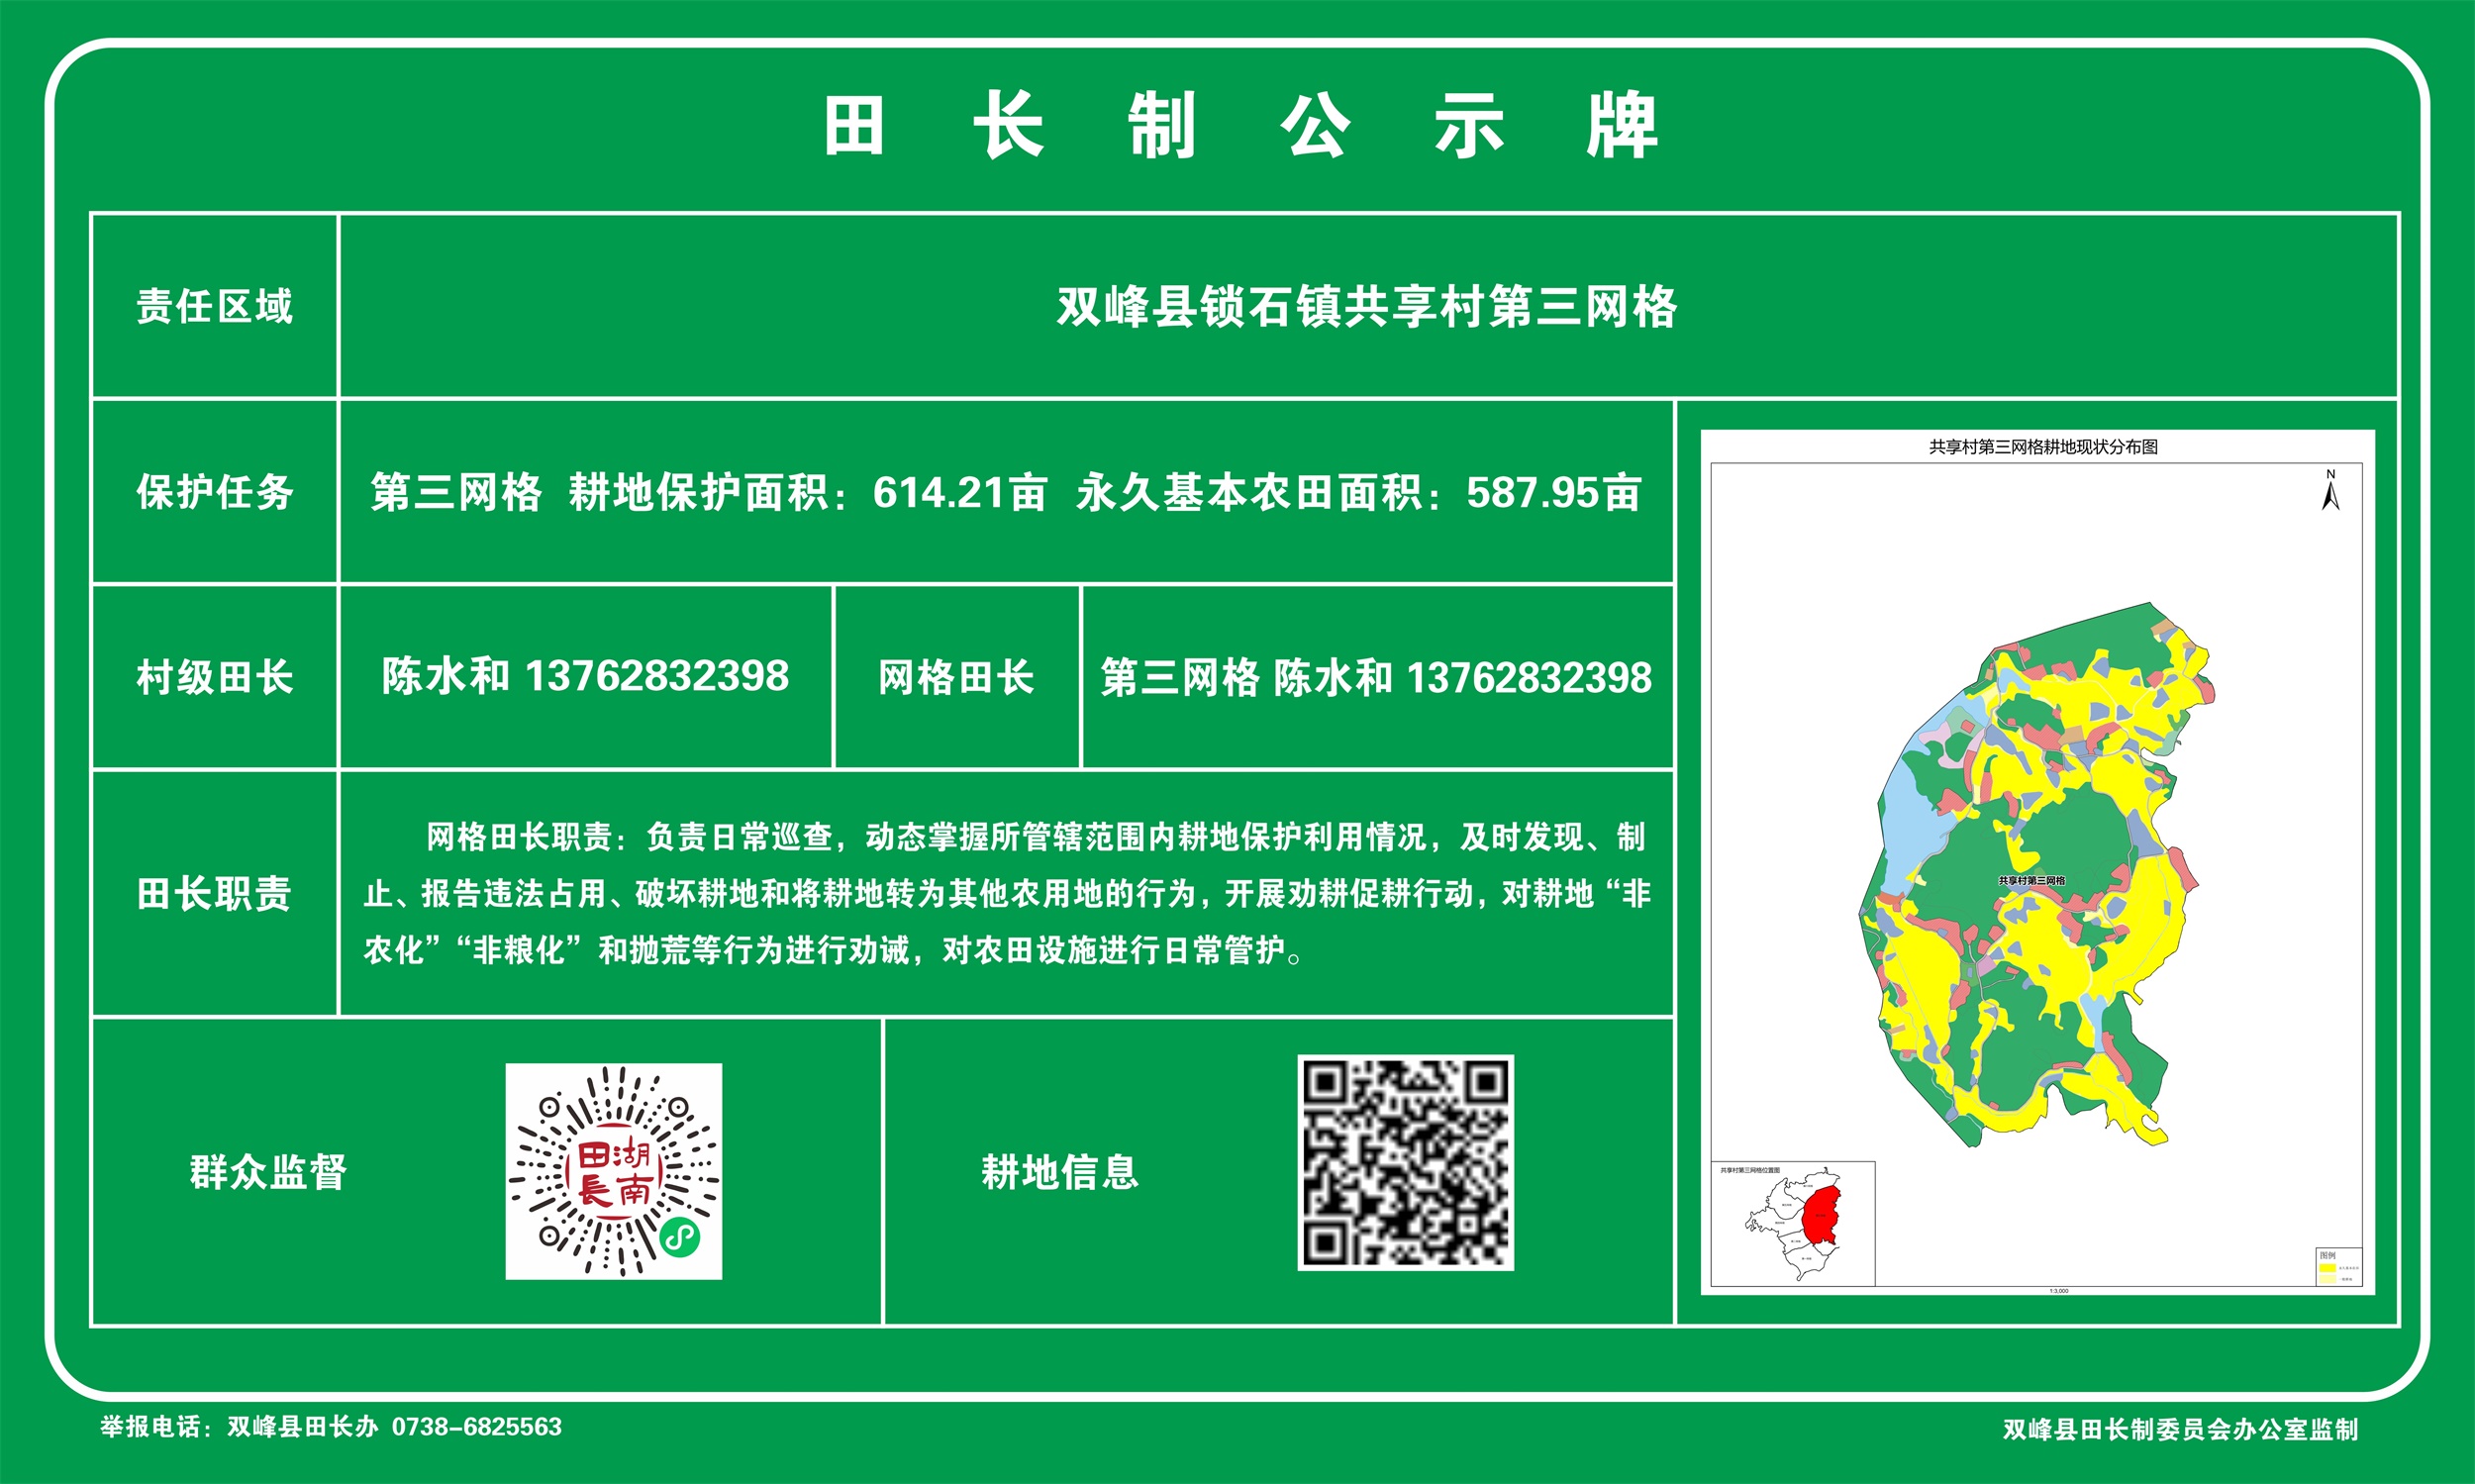 田长制公示牌
责任区域
双峰县锁石镇共享村第三网格
保护任务
第三网格 耕地保护面积：614.21亩 永久基本农田面积：587.95亩
村级田长
陈水和 13762832398
网格田长
第三网格 陈水和 13762832398
田长职责
网格田长职责：负责日常巡查，动态掌握所管辖范围内耕地保护利用情况，及时发现、制
止、报告违法占用、破坏耕地和将耕地转为其他农用地的行为，开展劝耕促耕行动，对耕地“非
农化”“非粮化”和抛荒等行为进行劝诫，对农田设施进行日常管护。
群众监督
湖南
田長
耕地信息
共享村第三网格耕地现状分布图
N
共享村第三网格
共享村第三网格位置图
图例
1:3,000
举报电话：双峰县田长办 0738-6825563
双峰县田长制委员会办公室监制